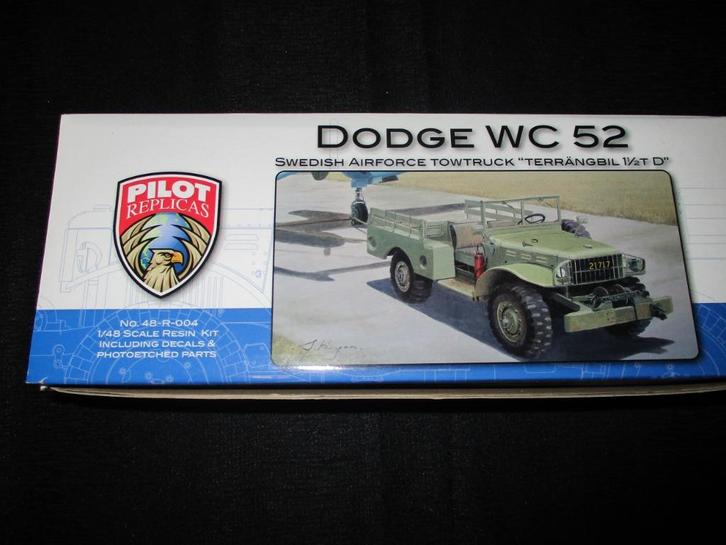 DODGE WC 52
SWEDISH AIRFORCE TOWTRUCK "TERRÄNGBIL 1½T D"
PILOT
REPLICAS
No. 48-R-004
1/48 SCALE RESIN KIT
INCLUDING DECALS &
PHOTOETCHED PARTS
21717